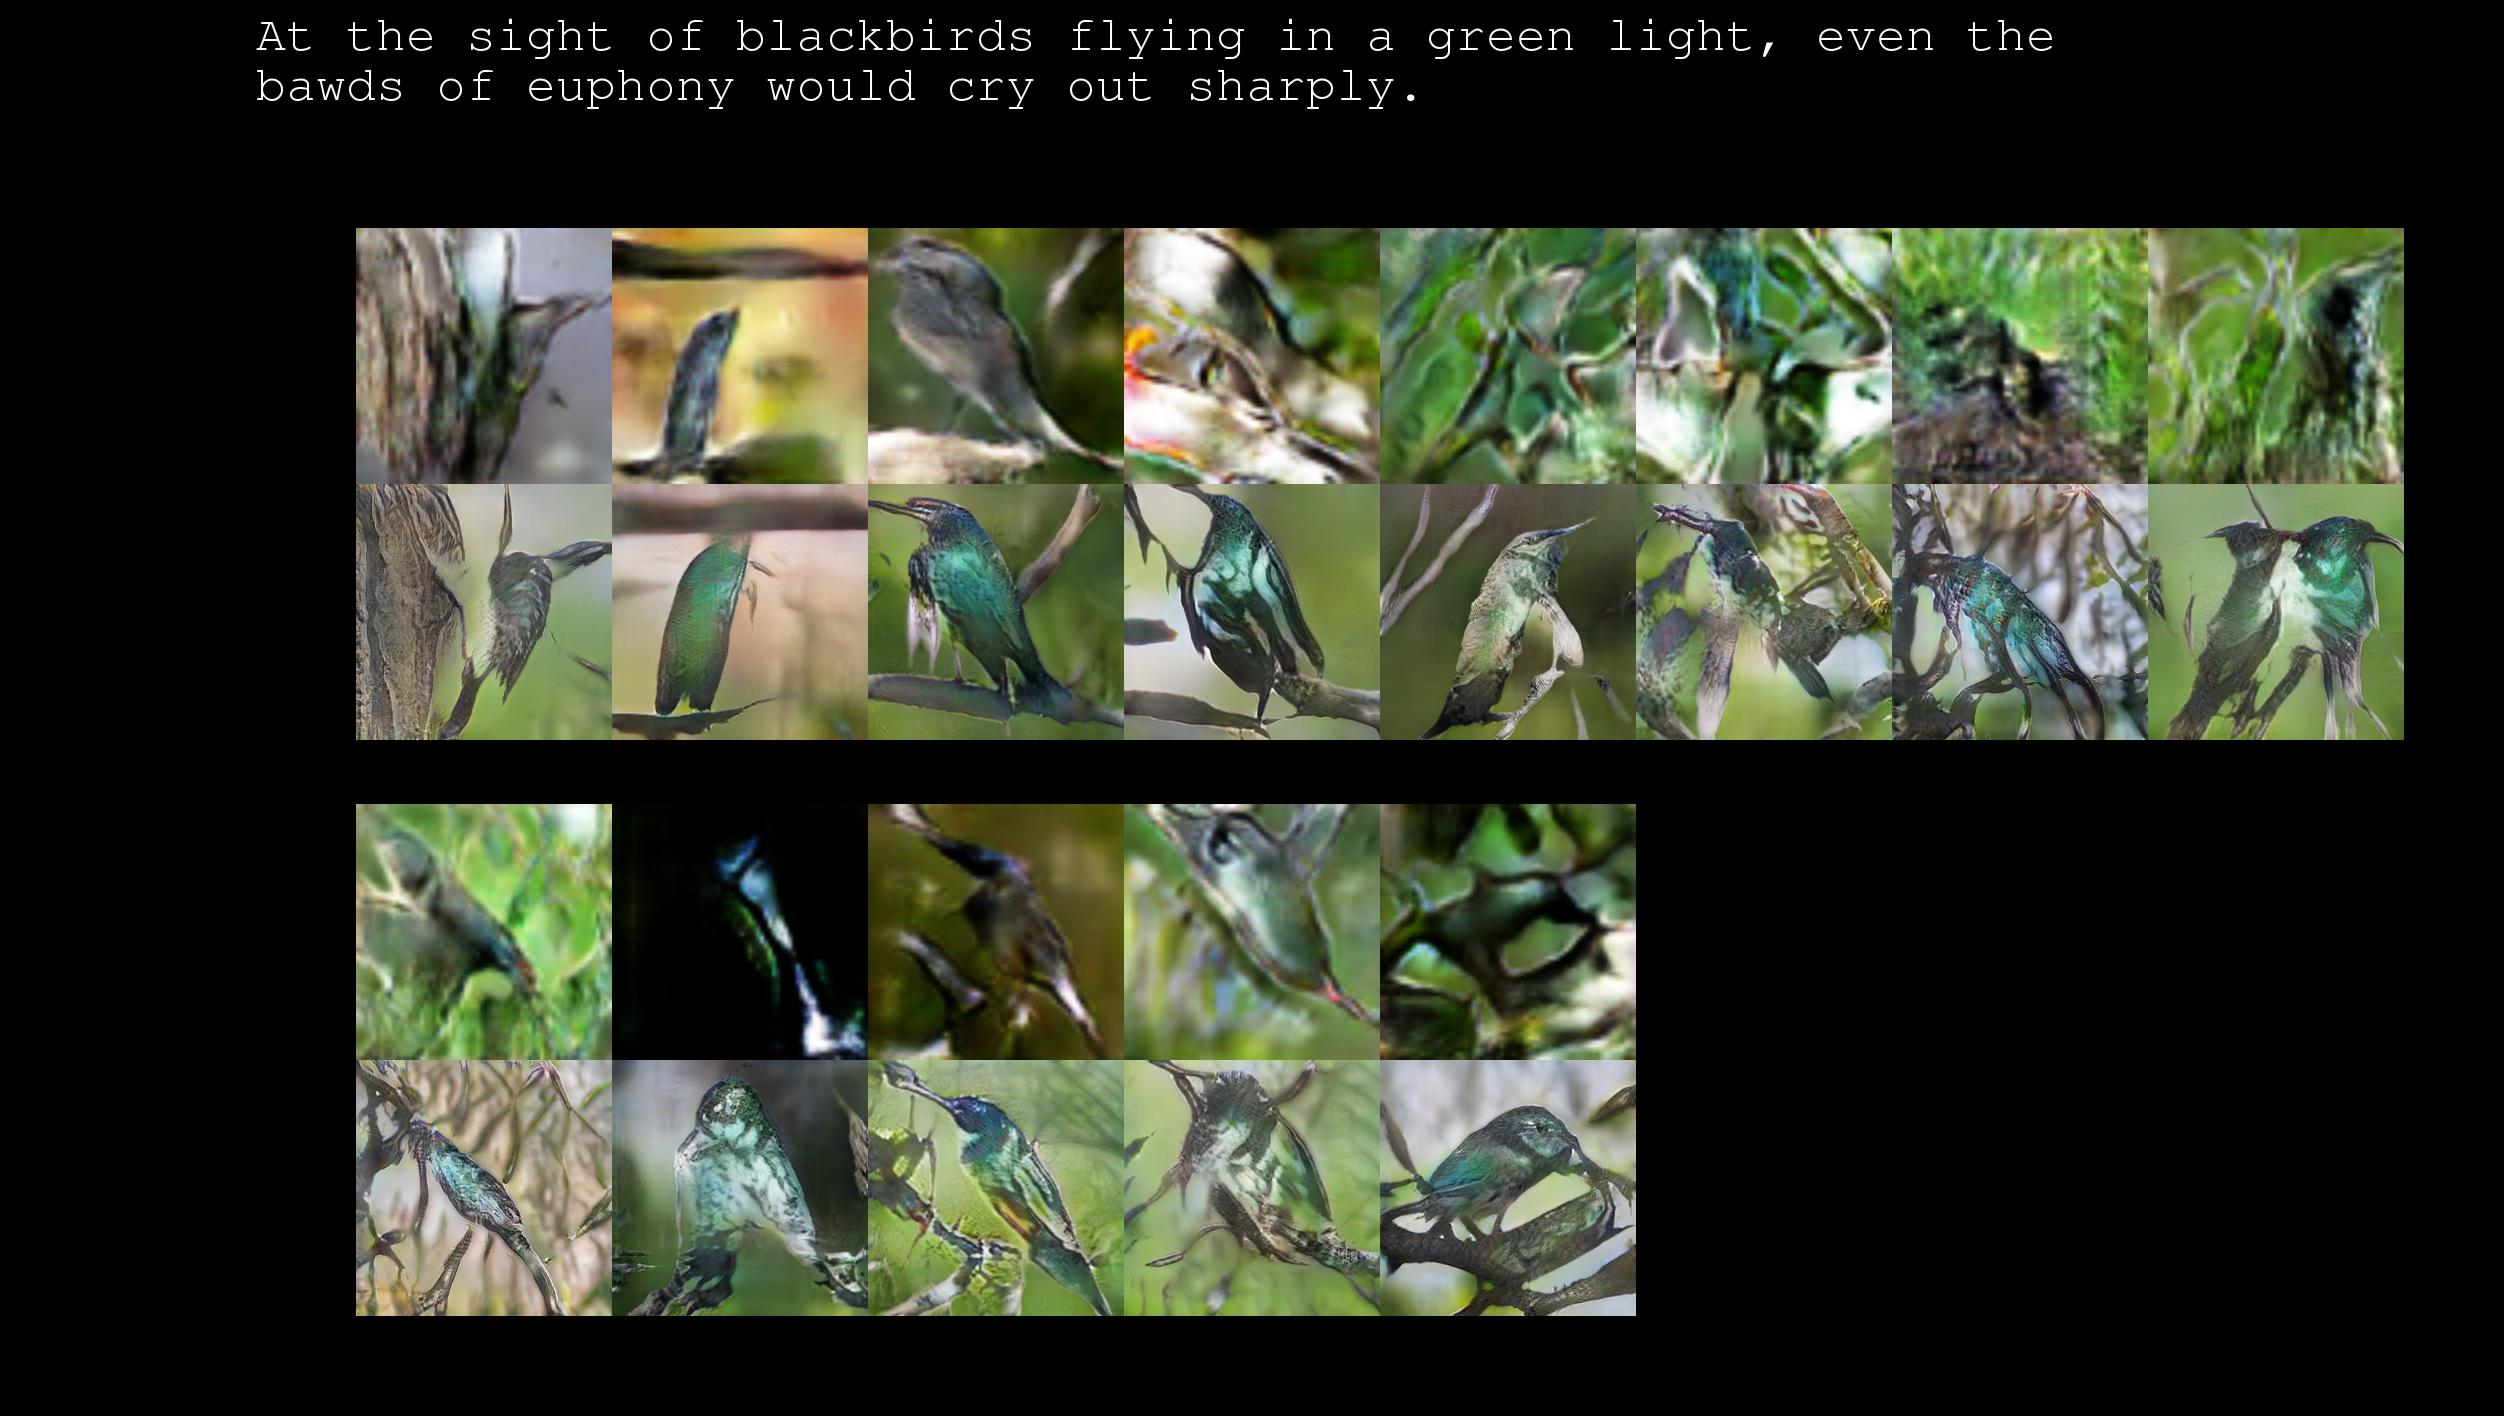 At the sight of blackbirds flying in a green light, even the
bawds of euphony would cry out sharply.